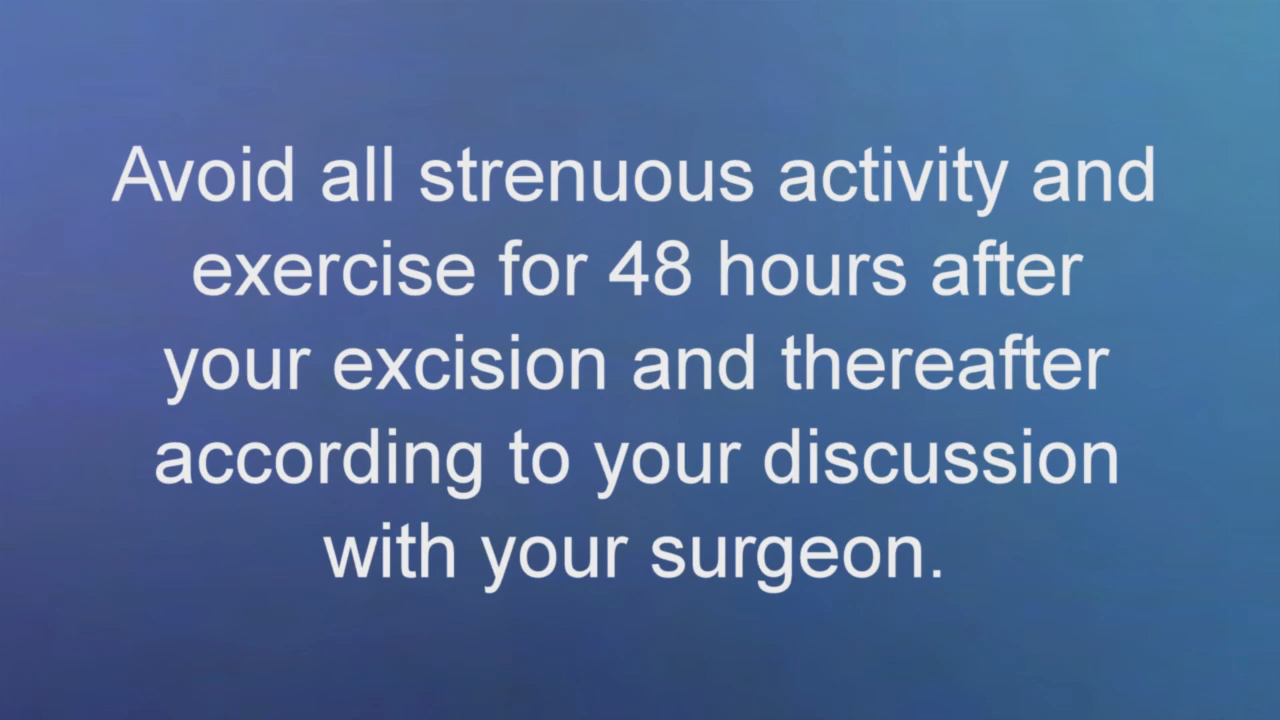 Avoid all strenuous activity and
exercise for 48 hours after
your excision and thereafter
according to your discussion
with your surgeon.